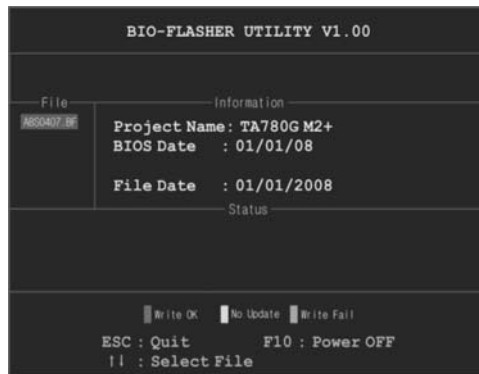 BIO-FLASHER UTILITY V1.00
File
Information
ABS0407.BF
Project Name: TA780G M2+
BIOS Date : 01/01/08
File Date : 01/01/2008
Status
Write OK No Update Write Fail
ESC : Quit F10 : Power OFF
↑↓ : Select File